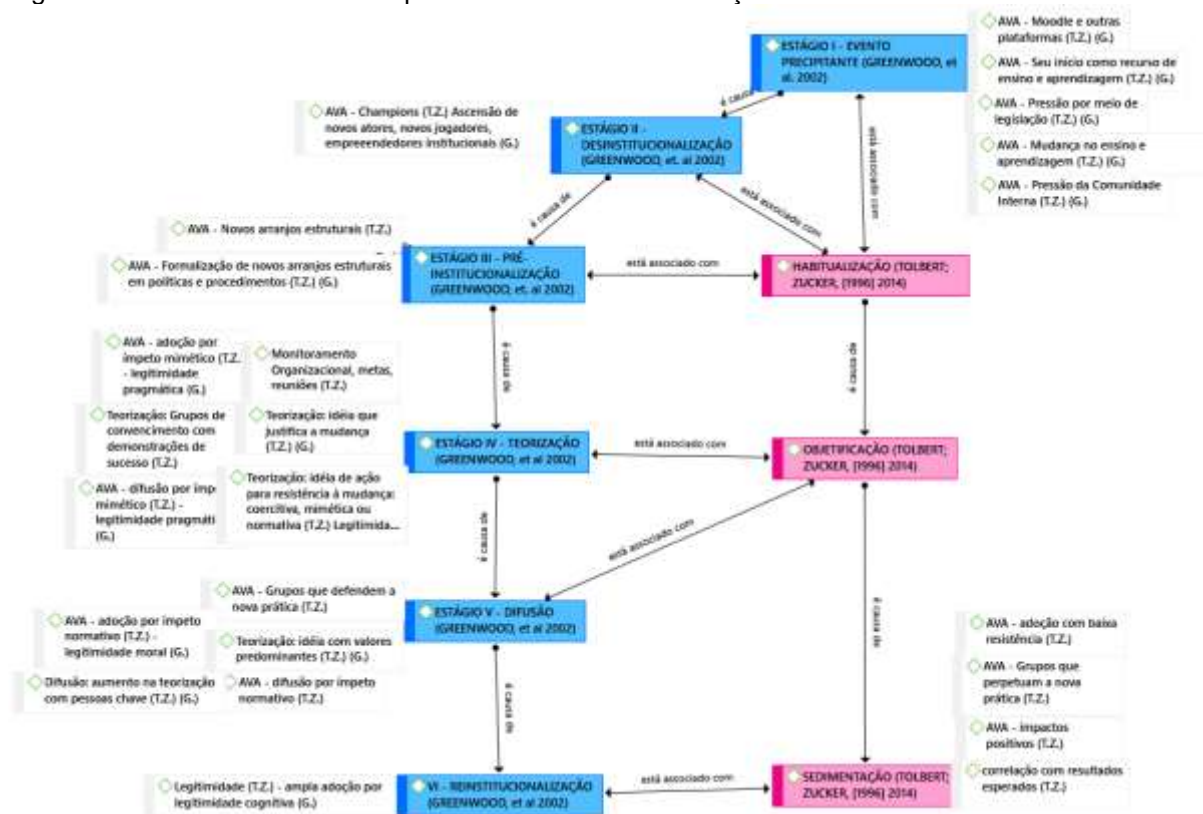 AVA - Moodle e outras
plataformas (T.Z.) (G.)
AVA - Seu início como recurso de
ensino e aprendizagem (T.Z.) (G.)
AVA - Pressão por meio de
legislação (T.Z.) (G.)
AVA - Mudança no ensino e
aprendizagem (T.Z.) (G.)
AVA - Pressão da Comunidade
Interna (T.Z.) (G.)
ESTÁGIO I - EVENTO
PRECIPITANTE (GREENWOOD, et
al. 2002)
é causa
está associado com
AVA - Champions (T.Z.) Ascensão de
novos atores, novos jogadores,
empreendedores institucionais (G.)
ESTÁGIO II -
DESINSTITUCIONALIZAÇÃO
(GREENWOOD, et. al 2002)
é causa de
está associado com
AVA - Novos arranjos estruturais (T.Z.)
AVA - Formalização de novos arranjos estruturais
em políticas e procedimentos (T.Z.) (G.)
ESTÁGIO III - PRÉ-
INSTITUCIONALIZAÇÃO
(GREENWOOD, et. al 2002)
está associado com
HABITUALIZAÇÃO (TOLBERT;
ZUCKER, [1996] 2014)
é causa de
é causa de
AVA - adoção por
ímpeto mimético (T.Z.
- legitimidade
pragmática (G.)
Monitoramento
Organizacional, metas,
reuniões (T.Z.)
Teorização: Grupos de
convencimento com
demonstrações de
sucesso (T.Z.)
Teorização: idéia que
justifica a mudança
(T.Z.) (G.)
AVA - difusão por ímp
mimético (T.Z.) -
legitimidade pragmáti
(G.)
Teorização: idéia de ação
para resistência à mudança:
coercitiva, mimética ou
normativa (T.Z.) Legitimida...
ESTÁGIO IV - TEORIZAÇÃO
(GREENWOOD, et al 2002)
está associado com
OBJETIFICAÇÃO (TOLBERT;
ZUCKER, [1996] 2014)
é causa de
está associado com
é causa de
AVA - Grupos que defendem a
nova prática (T.Z.)
AVA - adoção por ímpeto
normativo (T.Z.) -
legitimidade moral (G.)
Teorização: idéia com valores
predominantes (T.Z.) (G.)
Difusão: aumento na teorização
com pessoas chave (T.Z.) (G.)
AVA - difusão por ímpeto
normativo (T.Z.)
ESTÁGIO V - DIFUSÃO
(GREENWOOD, et al 2002)
é causa de
AVA - adoção com baixa
resistência (T.Z.)
AVA - Grupos que
perpetuam a nova
prática (T.Z.)
AVA - impactos
positivos (T.Z.)
correlação com resultados
esperados (T.Z.)
Legitimidade (T.Z.) - ampla adoção por
legitimidade cognitiva (G.)
VI - REINSTITUCIONALIZAÇÃO
(GREENWOOD, et al 2002)
está associado com
SEDIMENTAÇÃO (TOLBERT;
ZUCKER, [1996] 2014)